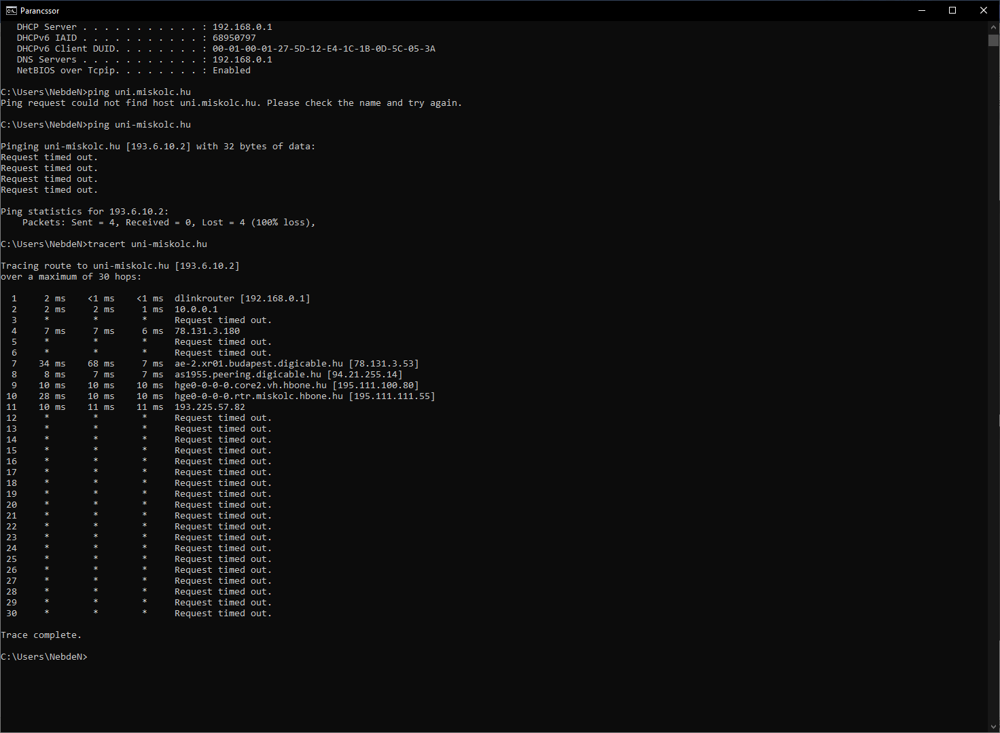 Parancssor
DHCP Server . . . . . . . . . . . : 192.168.0.1
DHCPv6 IAID . . . . . . . . . . . : 68950797
DHCPv6 Client DUID. . . . . . . . : 00-01-00-01-27-5D-12-E4-1C-1B-0D-5C-05-3A
DNS Servers . . . . . . . . . . . : 192.168.0.1
NetBIOS over Tcpip. . . . . . . . : Enabled
C:\Users\NebdeN>ping uni.miskolc.hu
Ping request could not find host uni.miskolc.hu. Please check the name and try again.
C:\Users\NebdeN>ping uni-miskolc.hu
Pinging uni-miskolc.hu [193.6.10.2] with 32 bytes of data:
Request timed out.
Request timed out.
Request timed out.
Request timed out.
Ping statistics for 193.6.10.2:
Packets: Sent = 4, Received = 0, Lost = 4 (100% loss),
C:\Users\NebdeN>tracert uni-miskolc.hu
Tracing route to uni-miskolc.hu [193.6.10.2]
over a maximum of 30 hops:
1 2 ms <1 ms <1 ms dlinkrouter [192.168.0.1]
2 2 ms 2 ms 1 ms 10.0.0.1
3 * * * Request timed out.
4 7 ms 7 ms 6 ms 78.131.3.180
5 * * * Request timed out.
6 * * * Request timed out.
7 34 ms 68 ms 7 ms ae-2.xr01.budapest.digicable.hu [78.131.3.53]
8 8 ms 7 ms 7 ms as1955.peering.digicable.hu [94.21.255.14]
9 10 ms 10 ms 10 ms hge0-0-0-0.core2.vh.hbone.hu [195.111.100.80]
10 28 ms 10 ms 10 ms hge0-0-0-0.rtr.miskolc.hbone.hu [195.111.111.55]
11 10 ms 11 ms 11 ms 193.225.57.82
12 * * * Request timed out.
13 * * * Request timed out.
14 * * * Request timed out.
15 * * * Request timed out.
16 * * * Request timed out.
17 * * * Request timed out.
18 * * * Request timed out.
19 * * * Request timed out.
20 * * * Request timed out.
21 * * * Request timed out.
22 * * * Request timed out.
23 * * * Request timed out.
24 * * * Request timed out.
25 * * * Request timed out.
26 * * * Request timed out.
27 * * * Request timed out.
28 * * * Request timed out.
29 * * * Request timed out.
30 * * * Request timed out.
Trace complete.
C:\Users\NebdeN>